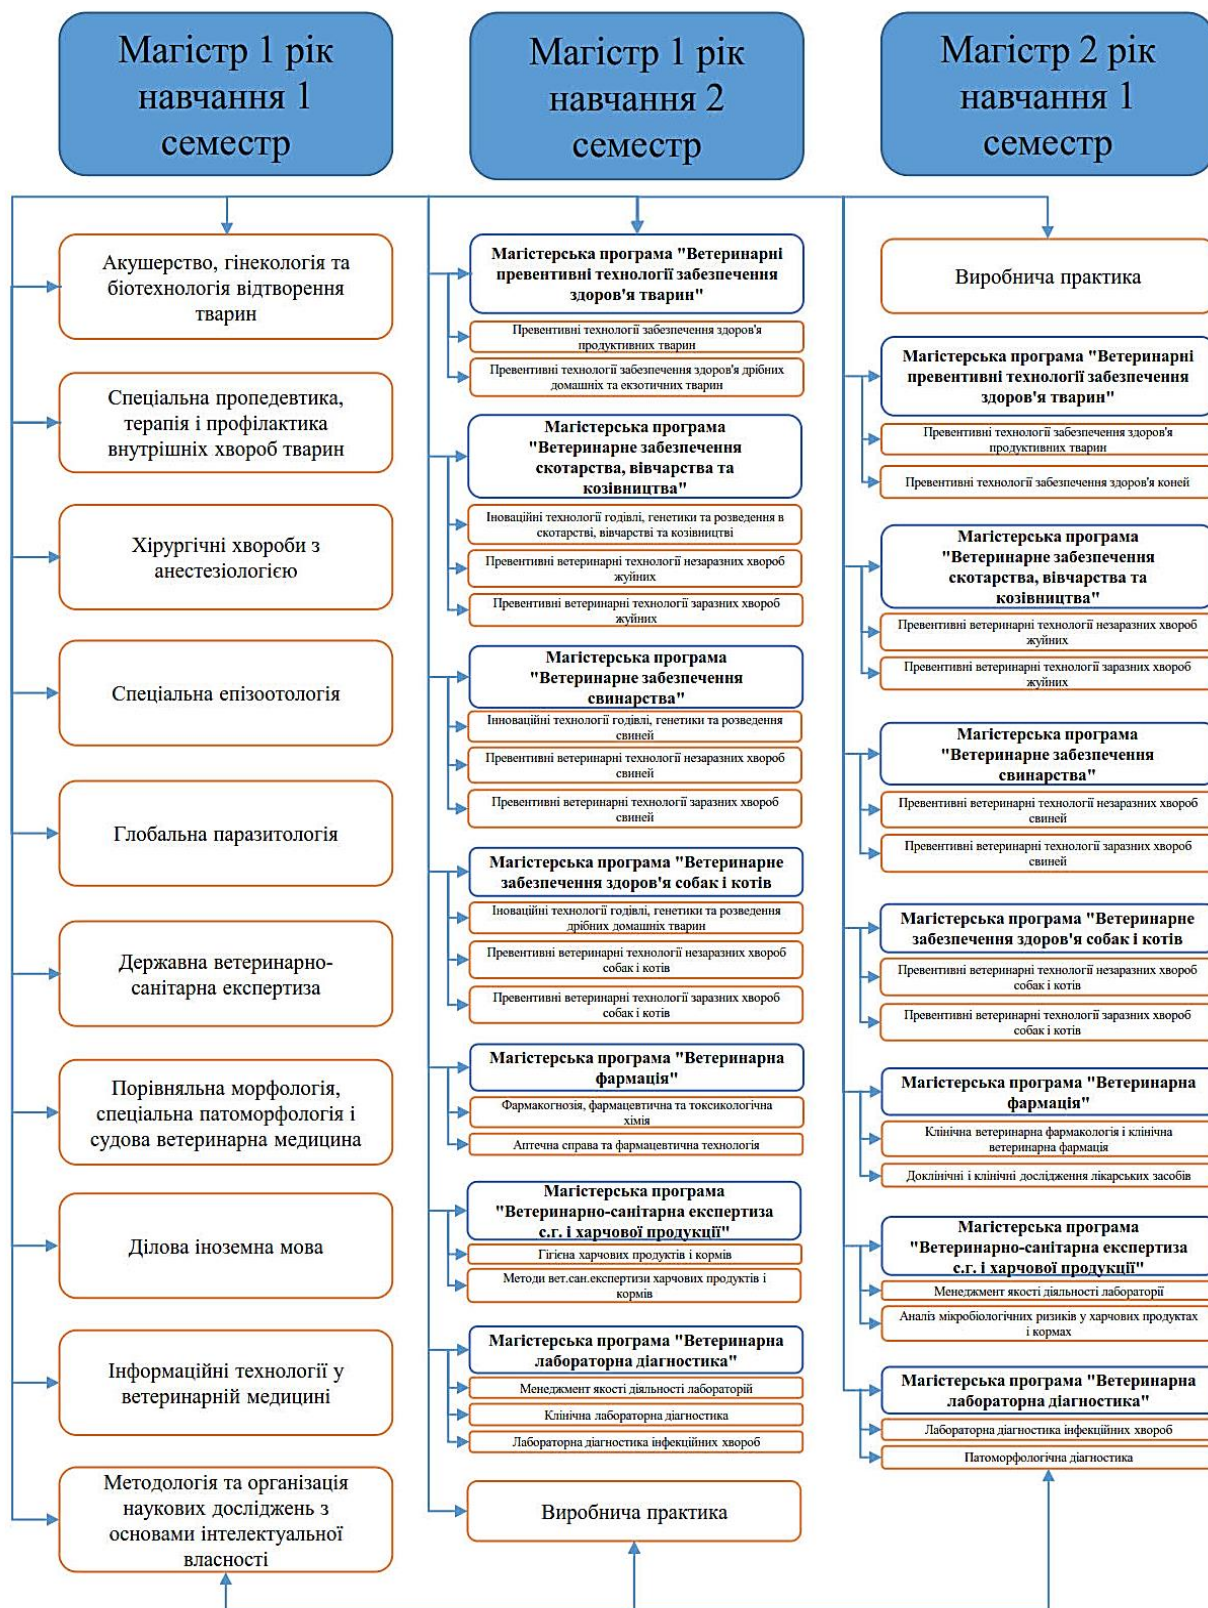 Магістр 1 рік
навчання 1
семестр
Акушерство, гінекологія та
біотехнологія відтворення
тварин
Спеціальна пропедевтика,
терапія і профілактика
внутрішніх хвороб тварин
Хірургічні хвороби з
анестезіологією
Спеціальна епізоотологія
Глобальна паразитологія
Державна ветеринарно-
санітарна експертиза
Порівняльна морфологія,
спеціальна патоморфологія і
судова ветеринарна медицина
Ділова іноземна мова
Інформаційні технології у
ветеринарній медицині
Методологія та організація
наукових досліджень з
основами інтелектуальної
власності
Магістр 1 рік
навчання 2
семестр
Магістерська програма "Ветеринарні
превентивні технології забезпечення
здоров'я тварин"
Превентивні технології забезпечення здоров'я
продуктивних тварин
Превентивні технології забезпечення здоров'я дрібних
домашніх та екзотичних тварин
Магістерська програма
"Ветеринарне забезпечення
скотарства, вівчарства та
козівництва"
Іноваційні технології годівлі, генетики та розведення в
скотарстві, вівчарстві та козівництві
Превентивні ветеринарні технології незаразних хвороб
жуйних
Превентивні ветеринарні технології заразних хвороб
жуйних
Магістерська програма
"Ветеринарне забезпечення
свинарства"
Інноваційні технології годівлі, генетики та розведення
свиней
Превентивні ветеринарні технології незаразних хвороб
свиней
Превентивні ветеринарні технології заразних хвороб
свиней
Магістерська програма "Ветеринарне
забезпечення здоров'я собак і котів
Іноваційні технології годівлі, генетики та розведення
дрібних домашніх тварин
Превентивні ветеринарні технології незаразних хвороб
собак і котів
Превентивні ветеринарні технології заразних хвороб
собак і котів
Магістерська програма "Ветеринарна
фармація"
Фармакогнозія, фармацевтична та токсикологічна
хімія
Аптечна справа та фармацевтична технологія
Магістерська програма
"Ветеринарно-санітарна експертиза
с.г. і харчової продукції"
Гігієна харчових продуктів і кормів
Методи вет.сан.експертизи харчових продуктів і
кормів
Магістерська програма "Ветеринарна
лабораторна діагностика"
Менеджмент якості діяльності лабораторій
Клінічна лабораторна діагностика
Лабораторна діагностика інфекційних хвороб
Виробнича практика
Магістр 2 рік
навчання 1
семестр
Виробнича практика
Магістерська програма "Ветеринарні
превентивні технології забезпечення
здоров'я тварин"
Превентивні технології забезпечення здоров'я
продуктивних тварин
Превентивні технології забезпечення здоров'я коней
Магістерська програма
"Ветеринарне забезпечення
скотарства, вівчарства та
козівництва"
Превентивні ветеринарні технології незаразних хвороб
жуйних
Превентивні ветеринарні технології заразних хвороб
жуйних
Магістерська програма
"Ветеринарне забезпечення
свинарства"
Превентивні ветеринарні технології незаразних хвороб
свиней
Превентивні ветеринарні технології заразних хвороб
свиней
Магістерська програма "Ветеринарне
забезпечення здоров'я собак і котів
Превентивні ветеринарні технології незаразних хвороб
собак і котів
Превентивні ветеринарні технології заразних хвороб
собак і котів
Магістерська програма "Ветеринарна
фармація"
Клінічна ветеринарна фармакологія і клінічна
ветеринарна фармація
Доклінічні і клінічні дослідження лікарських засобів
Магістерська програма
"Ветеринарно-санітарна експертиза
с.г. і харчової продукції"
Менеджмент якості діяльності лабораторії
Аналіз мікробіологічних ризиків у харчових продуктах
і кормах
Магістерська програма "Ветеринарна
лабораторна діагностика"
Лабораторна діагностика інфекційних хвороб
Патоморфологічна діагностика